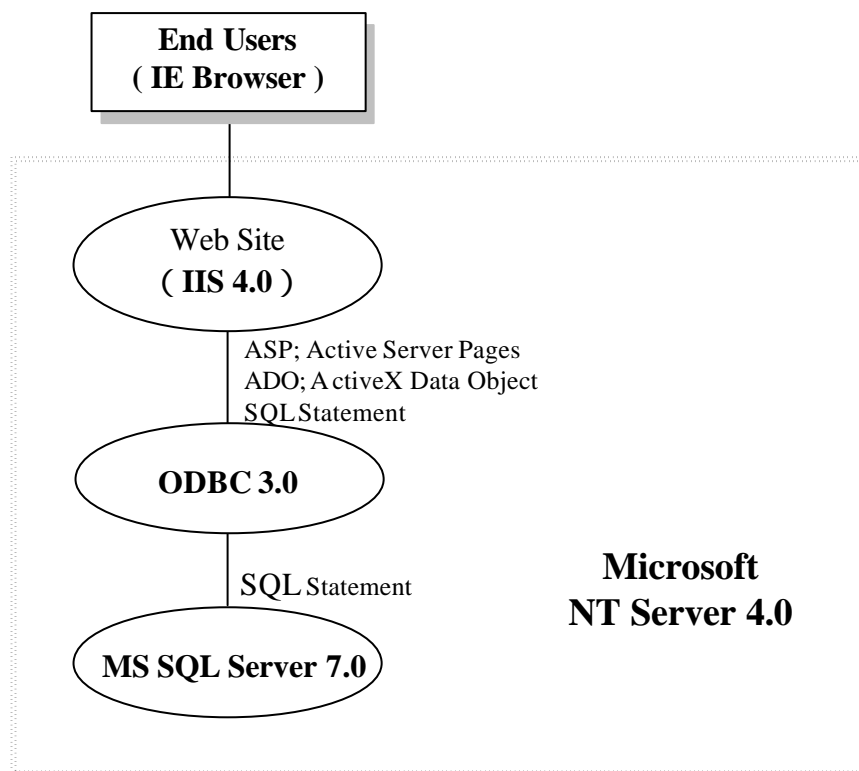 End Users
( IE Browser )
Web Site
( IIS 4.0 )
ASP; Active Server Pages
ADO; ActiveX Data Object
SQL Statement
ODBC 3.0
SQL Statement
Microsoft
NT Server 4.0
MS SQL Server 7.0